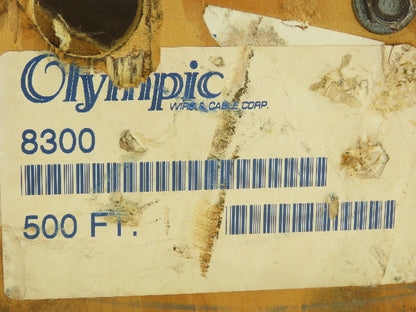 Olympic
WIRE & CABLE CORP.
8300
500 FT.